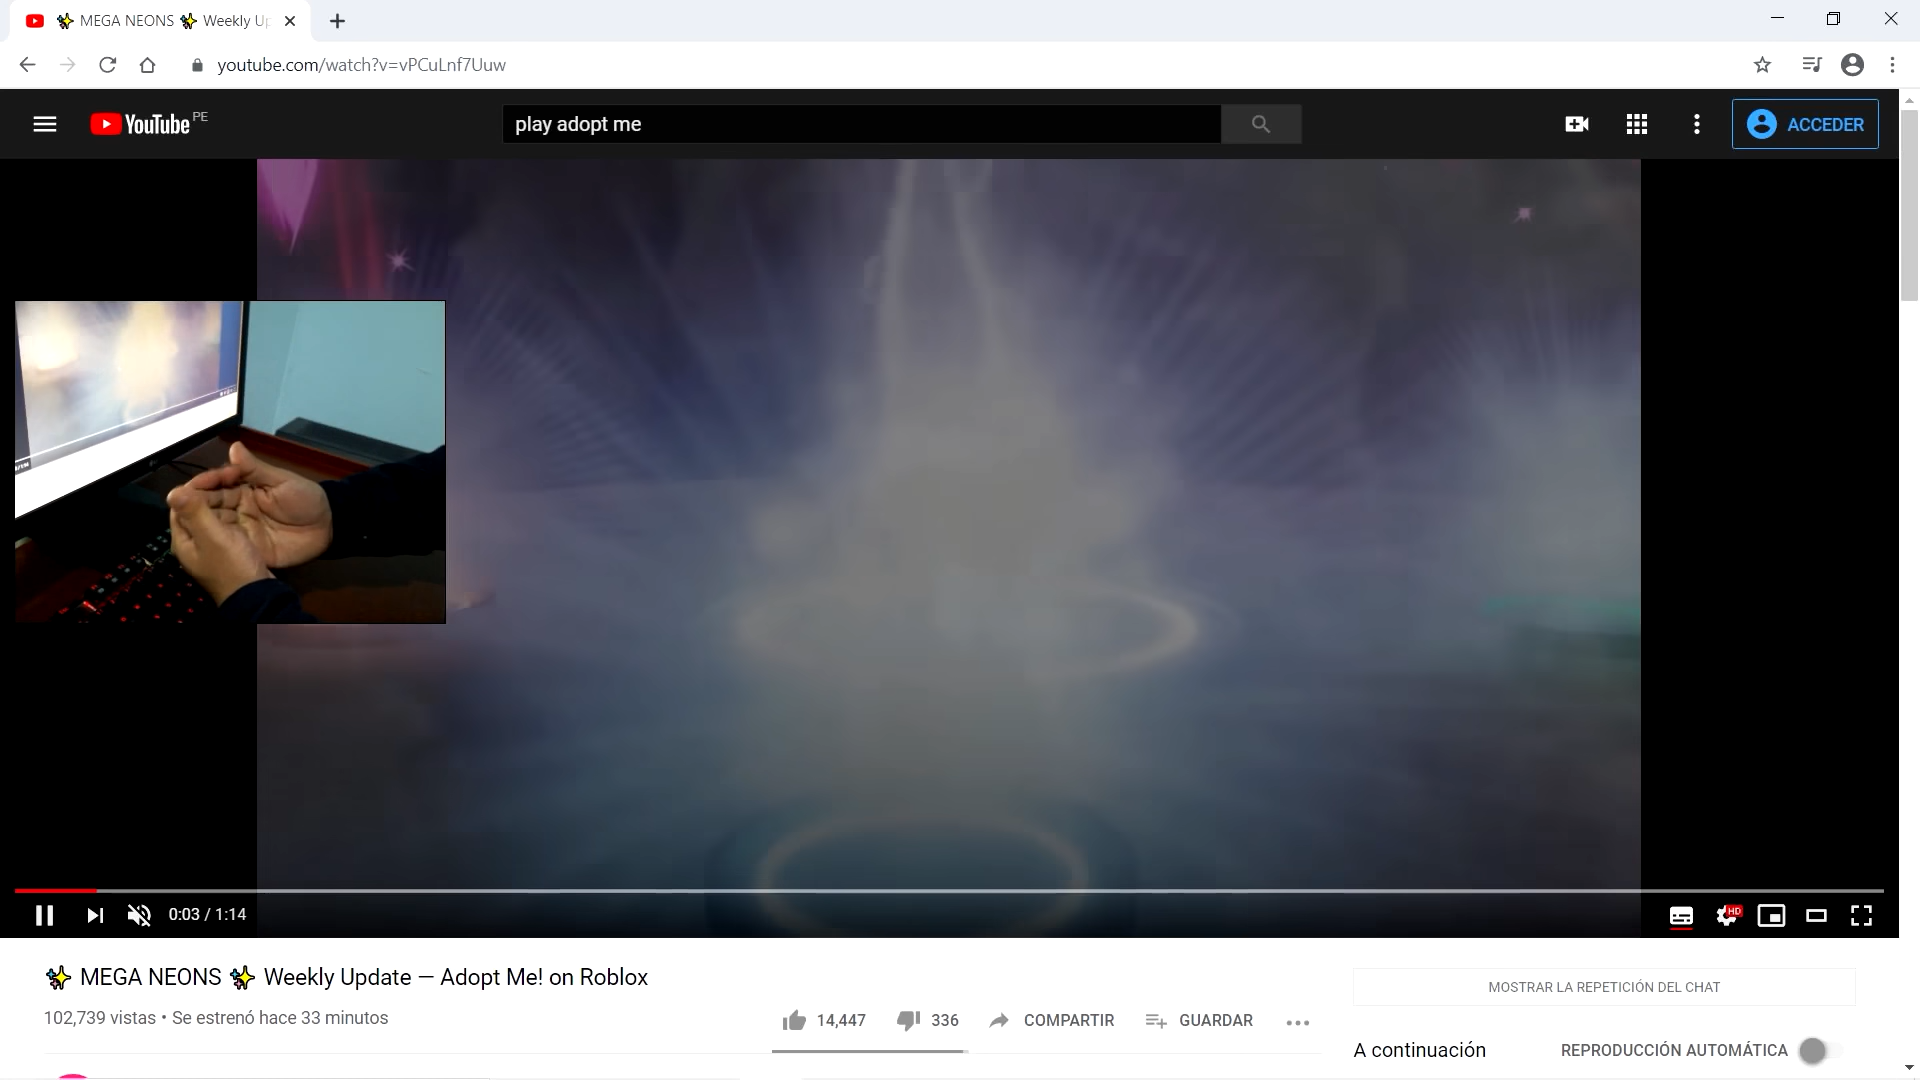 ✨ MEGA NEONS ✨ Weekly Up
youtube.com/watch?v=vPCuLnf7Uuw
YouTube PE
play adopt me
ACCEDER
0:03 / 1:14
HD
✨ MEGA NEONS ✨ Weekly Update — Adopt Me! on Roblox
102,739 vistas • Se estrenó hace 33 minutos
14,447
336
COMPARTIR
GUARDAR
MOSTRAR LA REPETICIÓN DEL CHAT
A continuación
REPRODUCCIÓN AUTOMÁTICA